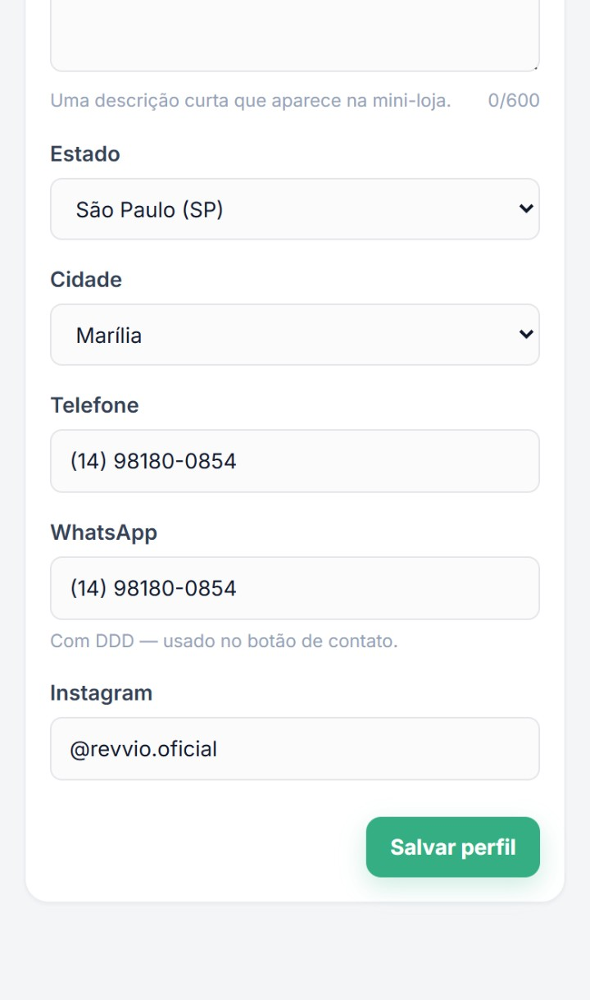 Uma descrição curta que aparece na mini-loja. 0/600
Estado
São Paulo (SP)
Cidade
Marília
Telefone
(14) 98180-0854
WhatsApp
(14) 98180-0854
Com DDD — usado no botão de contato.
Instagram
@revvio.oficial
Salvar perfil